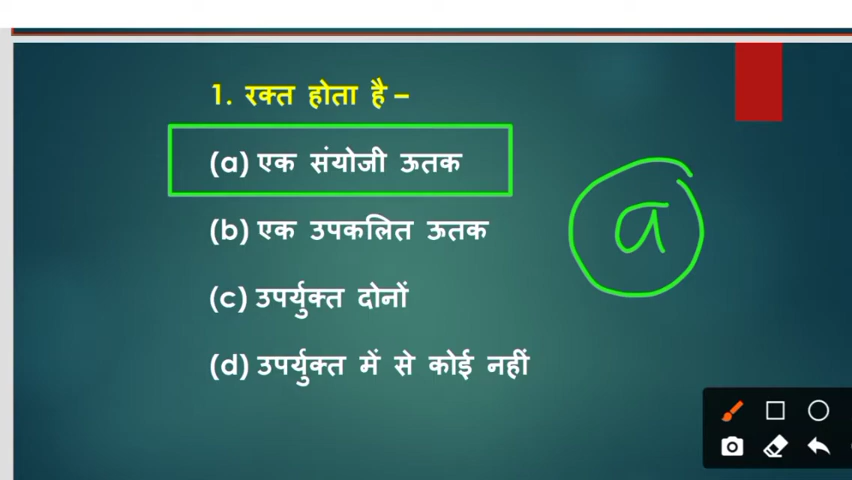 1. रक्त होता है –
(a) एक संयोजी ऊतक
(b) एक उपकलित ऊतक
a
(c) उपर्युक्त दोनों
(d) उपर्युक्त में से कोई नहीं